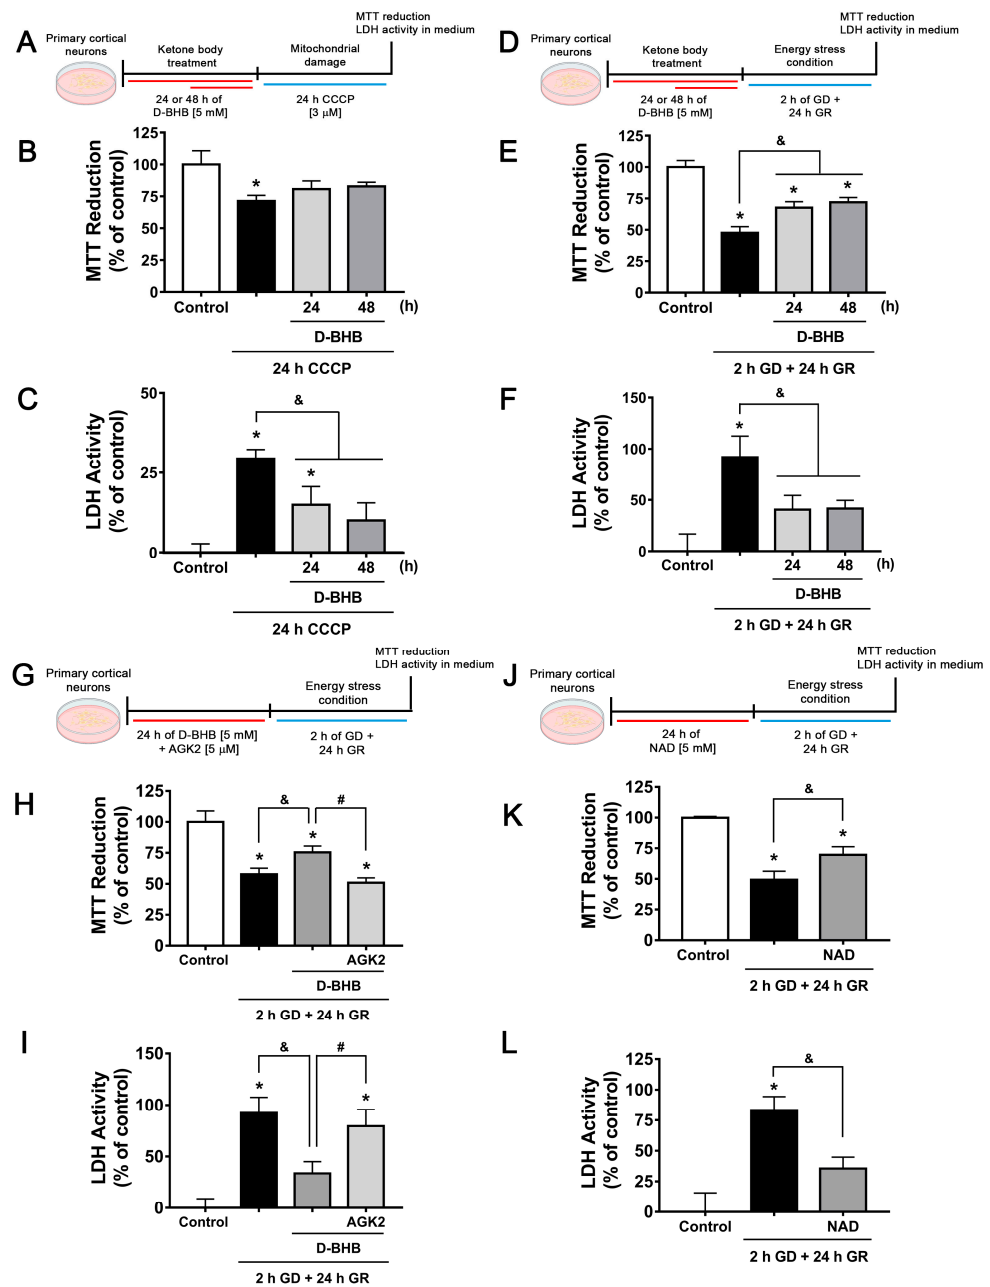 A
Primary cortical
neurons
Ketone body
treatment
Mitochondrial
damage
MTT reduction
LDH activity in medium
24 or 48 h of
D-BHB [5 mM]
24 h CCCP
[3 μM]
D
Primary cortical
neurons
Ketone body
treatment
Energy stress
condition
MTT reduction
LDH activity in medium
24 or 48 h of
D-BHB [5 mM]
2 h of GD +
24 h GR
B
MTT Reduction
(% of control)
125
100
75
50
25
0
*
Control
24
48
(h)
D-BHB
24 h CCCP
E
MTT Reduction
(% of control)
125
100
75
50
25
0
&
*
*
*
Control
24
48
(h)
D-BHB
2 h GD + 24 h GR
C
LDH Activity
(% of control)
50
25
0
&
*
*
Control
24
48
(h)
D-BHB
24 h CCCP
F
LDH Activity
(% of control)
150
100
50
0
&
*
Control
24
48
(h)
D-BHB
2 h GD + 24 h GR
G
Primary cortical
neurons
Energy stress
condition
MTT reduction
LDH activity in medium
24 h of D-BHB [5 mM]
+ AGK2 [5 μM]
2 h of GD +
24 h GR
J
Primary cortical
neurons
Energy stress
condition
MTT reduction
LDH activity in medium
24 h of
NAD [5 mM]
2 h of GD +
24 h GR
H
MTT Reduction
(% of control)
125
100
75
50
25
0
&
#
*
*
*
Control
AGK2
D-BHB
2 h GD + 24 h GR
K
MTT Reduction
(% of control)
125
100
75
50
25
0
&
*
*
Control
NAD
2 h GD + 24 h GR
I
LDH Activity
(% of control)
150
100
50
0
&
#
*
*
Control
AGK2
D-BHB
2 h GD + 24 h GR
L
LDH Activity
(% of control)
125
100
75
50
25
0
&
*
Control
NAD
2 h GD + 24 h GR